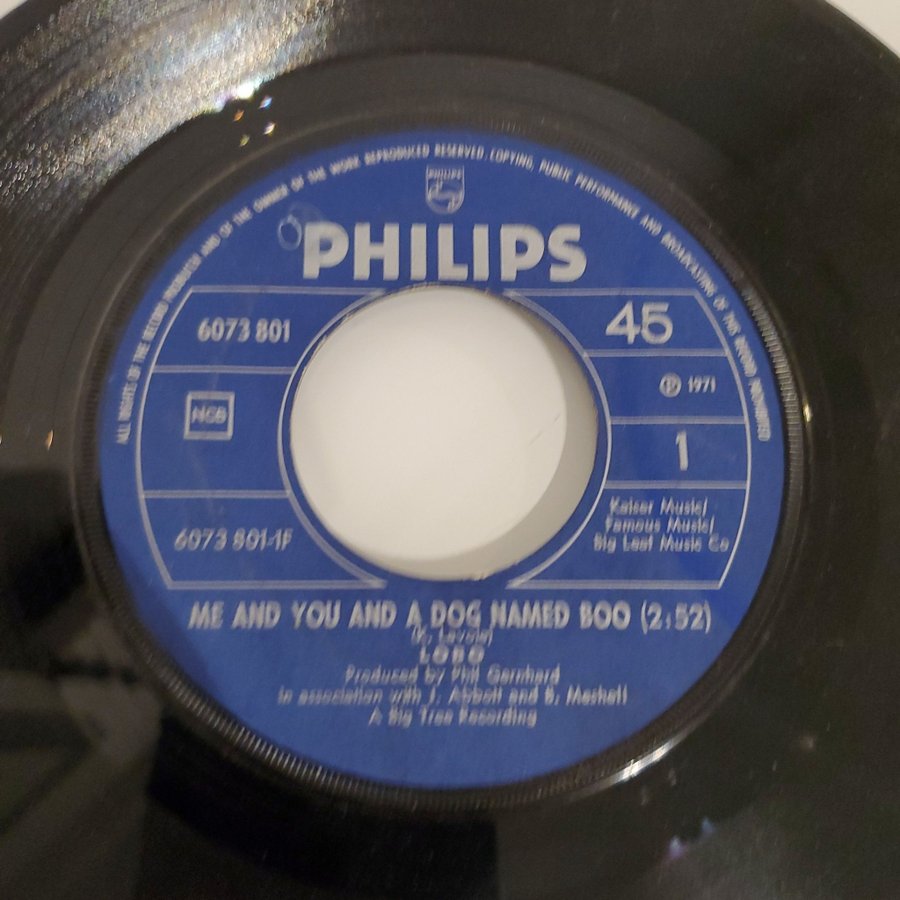 ALL RIGHTS OF THE RECORD PRODUCER AND OF THE OWNER OF THE WORK REPRODUCED RESERVED. COPYING, PUBLIC PERFORMANCE AND BROADCASTING OF THIS RECORD PROHIBITED
PHILIPS
PHILIPS
6073 801
45
℗ 1971
NCB
1
6073 801-1F
Kaiser Music/
Famous Music/
Big Leaf Music Co
ME AND YOU AND A DOG NAMED BOO (2:52)
(K. Lavoie)
LOBO
Produced by Phil Gernhard
in association with J. Abbott and B. Meshell
A Big Tree Recording